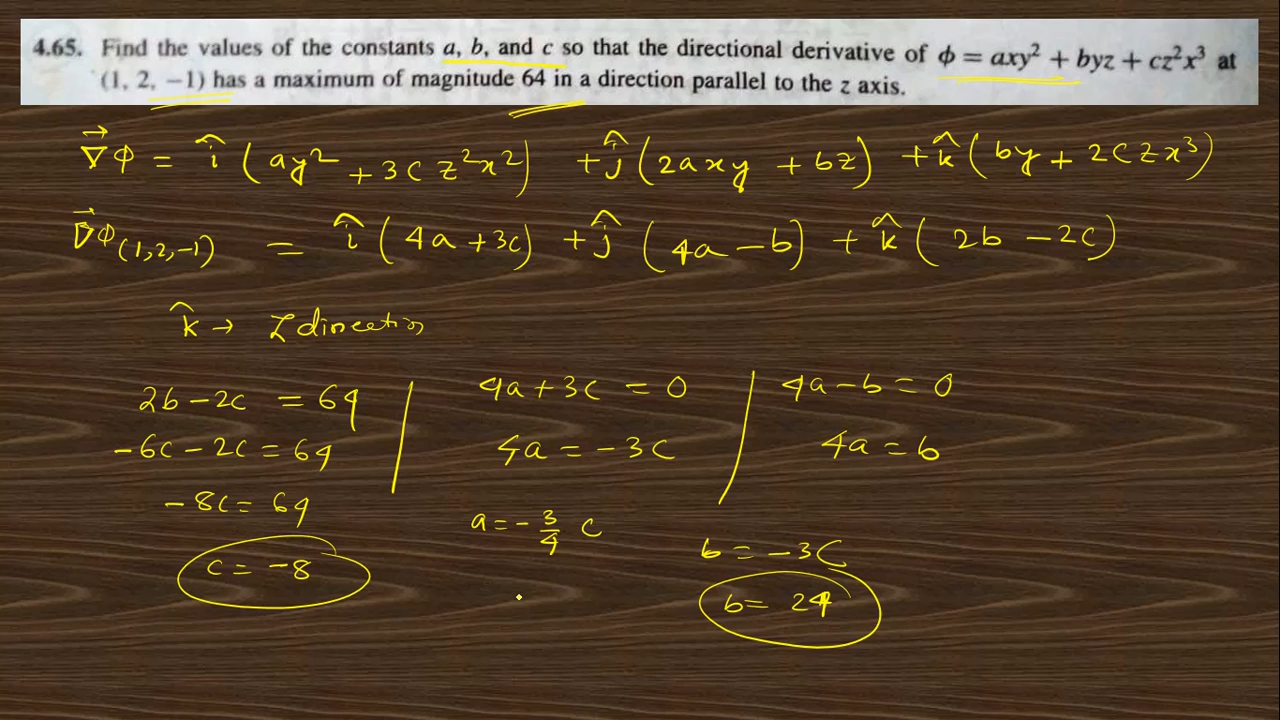 4.65. Find the values of the constants a, b, and c so that the directional derivative of ϕ = axy² + byz + cz²x³ at
(1, 2, −1) has a maximum of magnitude 64 in a direction parallel to the z axis.
∇⃗ϕ = î (ay² + 3cz²x²) + ĵ (2axy + bz) + k̂ (by + 2czx³)
∇⃗ϕ(1,2,-1) = î (4a + 3c) + ĵ (4a − b) + k̂ (2b − 2c)
k̂ → Z direction
2b − 2c = 64
−6c − 2c = 64
−8c = 64
c = −8
4a + 3c = 0
4a = −3c
a = −3/4 c
4a − b = 0
4a = b
b = −3c
b = 24